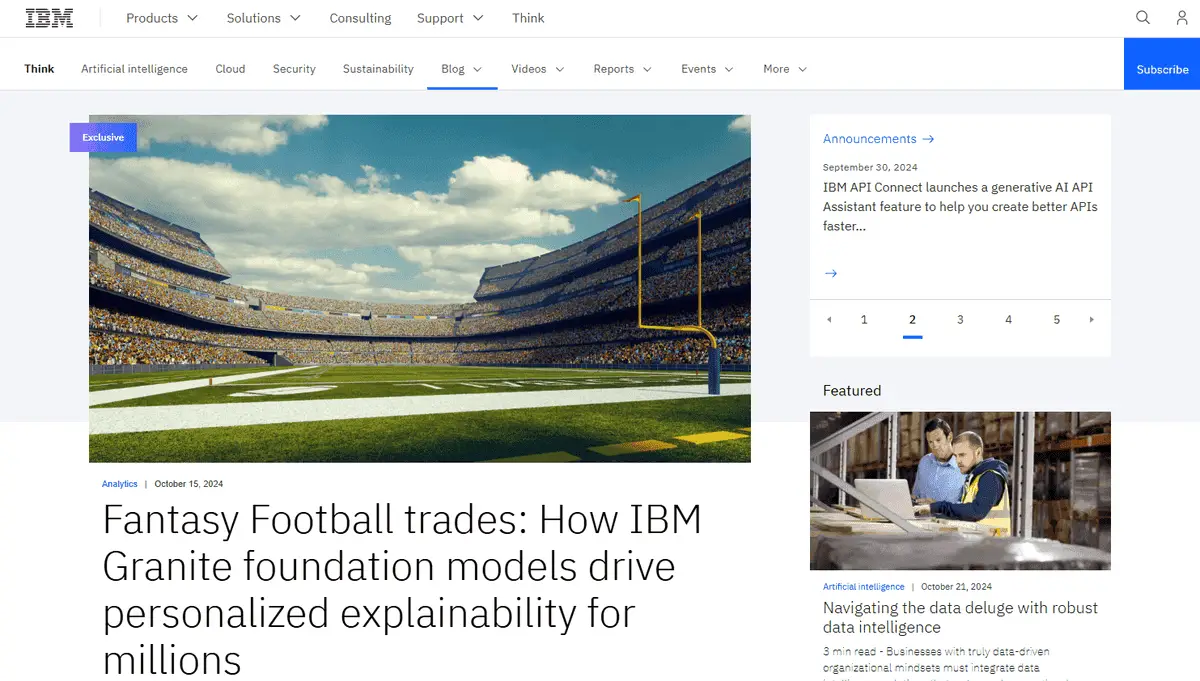 IBM
Products
Solutions
Consulting
Support
Think
Think
Artificial intelligence
Cloud
Security
Sustainability
Blog
Videos
Reports
Events
More
Subscribe
Exclusive
Analytics | October 15, 2024
Fantasy Football trades: How IBM
Granite foundation models drive
personalized explainability for
millions
Announcements →
September 30, 2024
IBM API Connect launches a generative AI API
Assistant feature to help you create better APIs
faster...
→
1 2 3 4 5
Featured
Artificial intelligence | October 21, 2024
Navigating the data deluge with robust
data intelligence
3 min read - Businesses with truly data-driven
organizational mindsets must integrate data